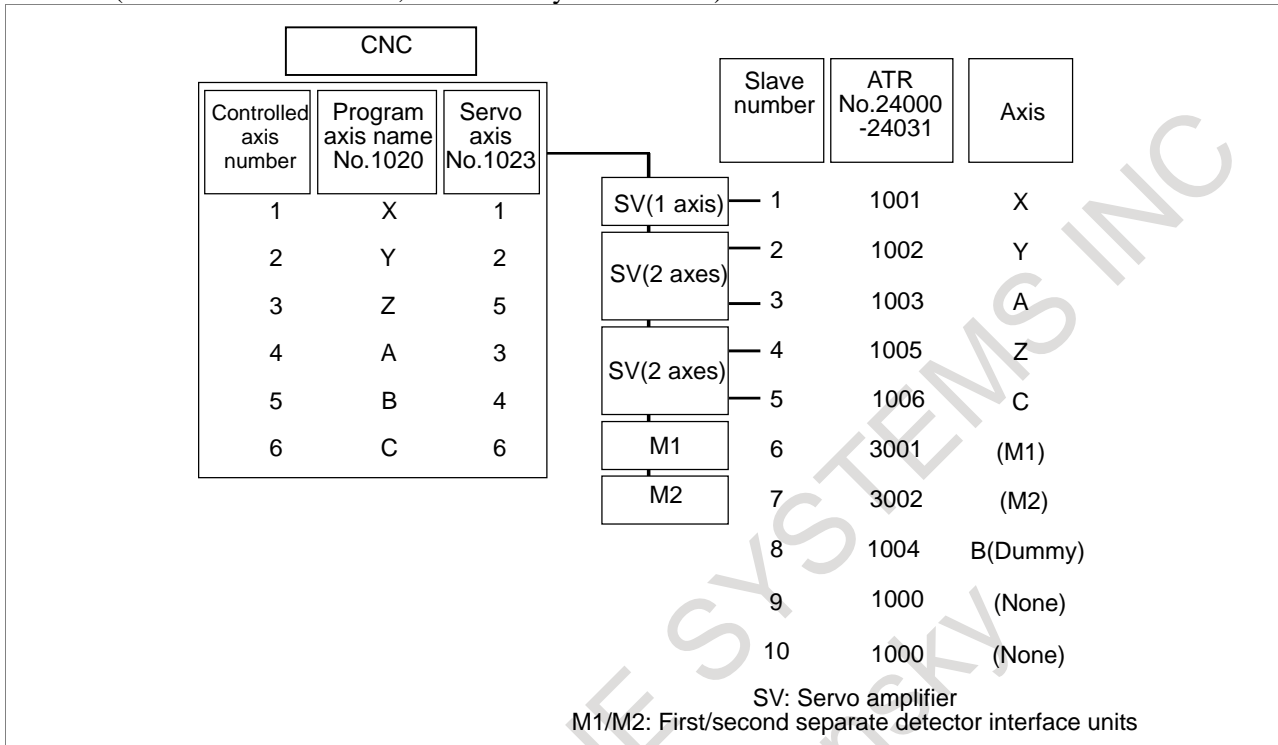 CNC
Controlled axis number
Program axis name No.1020
Servo axis No.1023
1 X 1
2 Y 2
3 Z 5
4 A 3
5 B 4
6 C 6
SV(1 axis)
SV(2 axes)
SV(2 axes)
M1
M2
Slave number
ATR No.24000 -24031
Axis
1 1001 X
2 1002 Y
3 1003 A
4 1005 Z
5 1006 C
6 3001 (M1)
7 3002 (M2)
8 1004 B(Dummy)
9 1000 (None)
10 1000 (None)
SV: Servo amplifier
M1/M2: First/second separate detector interface units
SYSTEMS INC